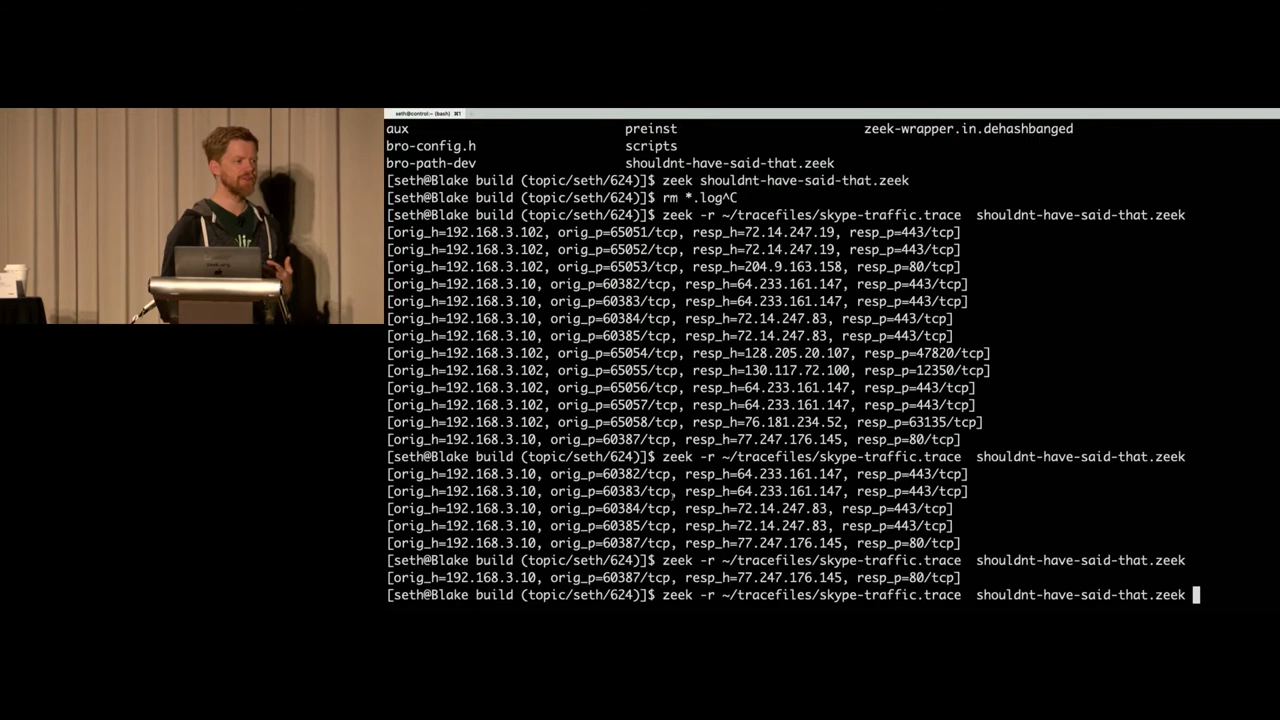 seth@control:~ (bash) ⌘1
aux preinst zeek-wrapper.in.dehashbanged
bro-config.h scripts
bro-path-dev shouldnt-have-said-that.zeek
[seth@Blake build (topic/seth/624)]$ zeek shouldnt-have-said-that.zeek
[seth@Blake build (topic/seth/624)]$ rm *.log^C
[seth@Blake build (topic/seth/624)]$ zeek -r ~/tracefiles/skype-traffic.trace shouldnt-have-said-that.zeek
[orig_h=192.168.3.102, orig_p=65051/tcp, resp_h=72.14.247.19, resp_p=443/tcp]
[orig_h=192.168.3.102, orig_p=65052/tcp, resp_h=72.14.247.19, resp_p=443/tcp]
[orig_h=192.168.3.102, orig_p=65053/tcp, resp_h=204.9.163.158, resp_p=80/tcp]
[orig_h=192.168.3.10, orig_p=60382/tcp, resp_h=64.233.161.147, resp_p=443/tcp]
[orig_h=192.168.3.10, orig_p=60383/tcp, resp_h=64.233.161.147, resp_p=443/tcp]
[orig_h=192.168.3.10, orig_p=60384/tcp, resp_h=72.14.247.83, resp_p=443/tcp]
[orig_h=192.168.3.10, orig_p=60385/tcp, resp_h=72.14.247.83, resp_p=443/tcp]
[orig_h=192.168.3.102, orig_p=65054/tcp, resp_h=128.205.20.107, resp_p=47820/tcp]
[orig_h=192.168.3.102, orig_p=65055/tcp, resp_h=130.117.72.100, resp_p=12350/tcp]
[orig_h=192.168.3.102, orig_p=65056/tcp, resp_h=64.233.161.147, resp_p=443/tcp]
[orig_h=192.168.3.102, orig_p=65057/tcp, resp_h=64.233.161.147, resp_p=443/tcp]
[orig_h=192.168.3.102, orig_p=65058/tcp, resp_h=76.181.234.52, resp_p=63135/tcp]
[orig_h=192.168.3.10, orig_p=60387/tcp, resp_h=77.247.176.145, resp_p=80/tcp]
[seth@Blake build (topic/seth/624)]$ zeek -r ~/tracefiles/skype-traffic.trace shouldnt-have-said-that.zeek
[orig_h=192.168.3.10, orig_p=60382/tcp, resp_h=64.233.161.147, resp_p=443/tcp]
[orig_h=192.168.3.10, orig_p=60383/tcp, resp_h=64.233.161.147, resp_p=443/tcp]
[orig_h=192.168.3.10, orig_p=60384/tcp, resp_h=72.14.247.83, resp_p=443/tcp]
[orig_h=192.168.3.10, orig_p=60385/tcp, resp_h=72.14.247.83, resp_p=443/tcp]
[orig_h=192.168.3.10, orig_p=60387/tcp, resp_h=77.247.176.145, resp_p=80/tcp]
[seth@Blake build (topic/seth/624)]$ zeek -r ~/tracefiles/skype-traffic.trace shouldnt-have-said-that.zeek
[orig_h=192.168.3.10, orig_p=60387/tcp, resp_h=77.247.176.145, resp_p=80/tcp]
[seth@Blake build (topic/seth/624)]$ zeek -r ~/tracefiles/skype-traffic.trace shouldnt-have-said-that.zeek